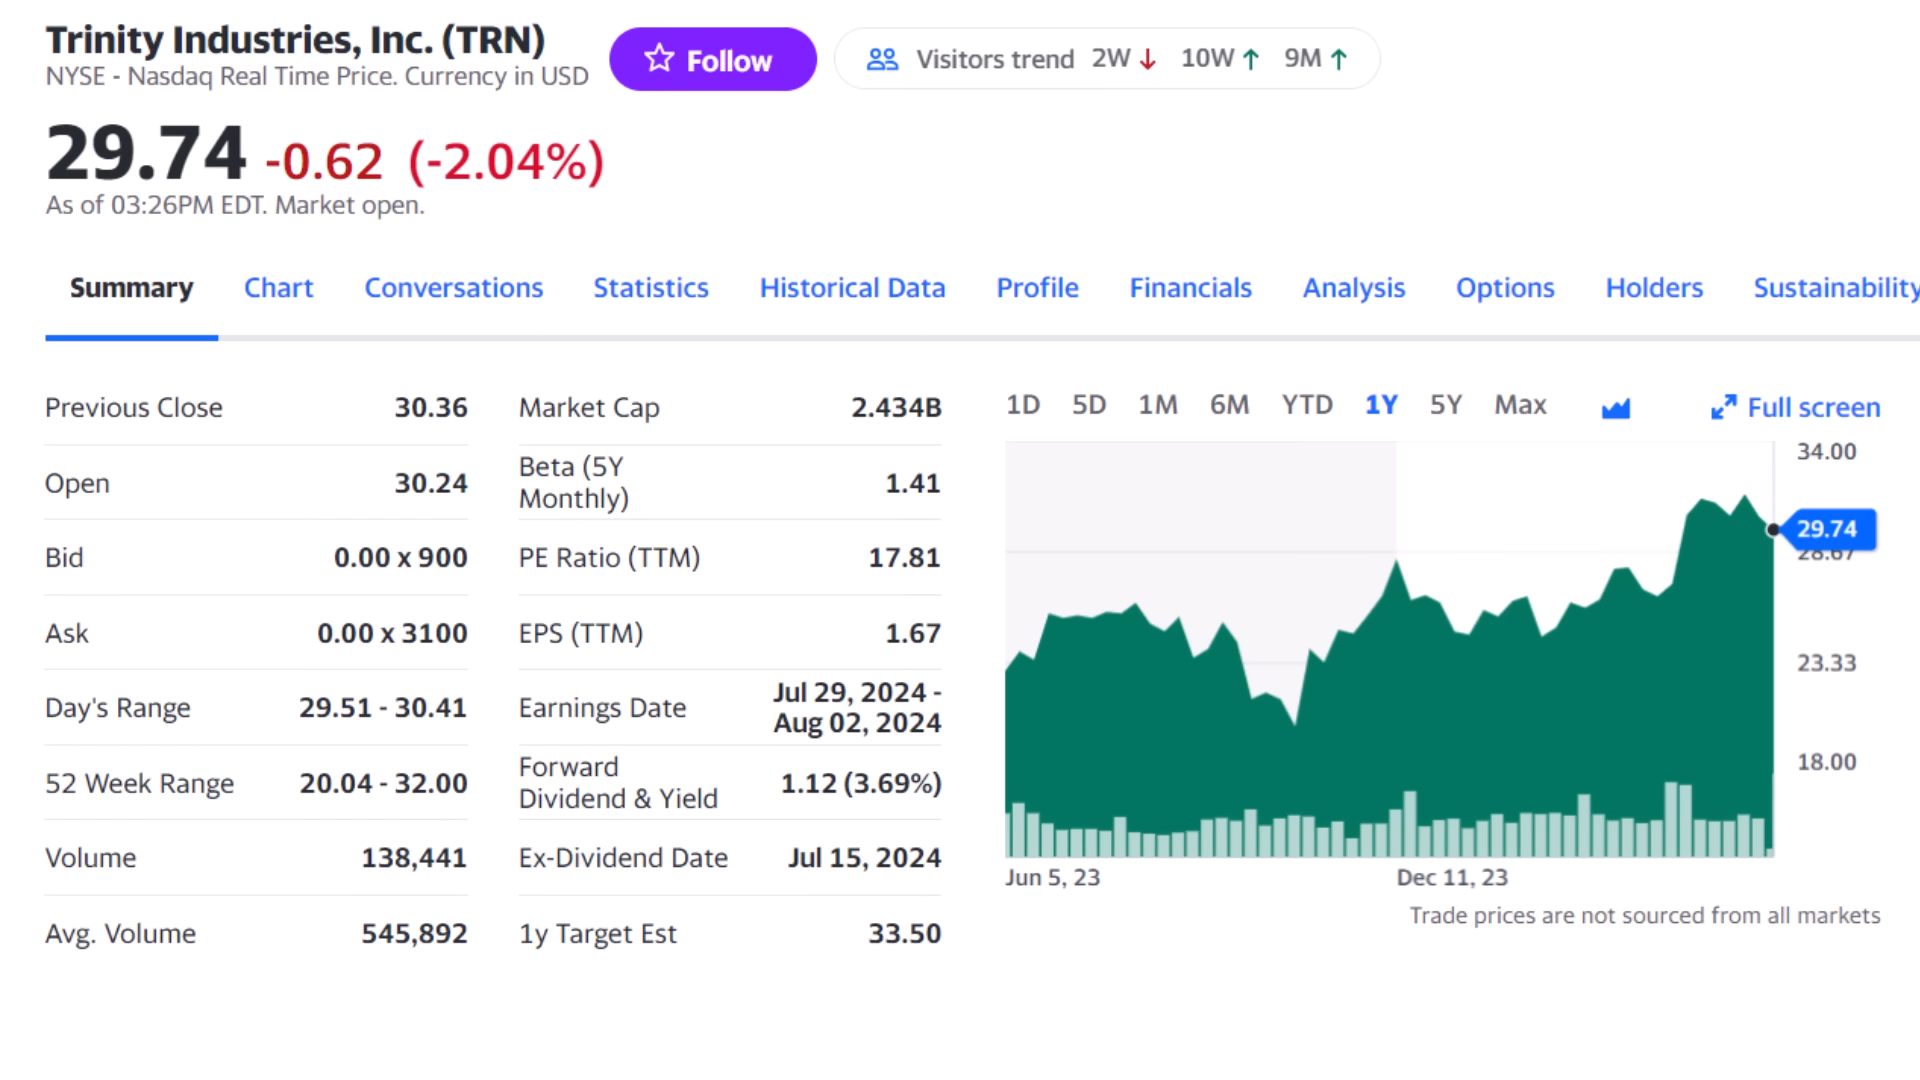 Trinity Industries, Inc. (TRN)
NYSE - Nasdaq Real Time Price. Currency in USD
Follow
Visitors trend 2W ↓ 10W ↑ 9M ↑
29.74 -0.62 (-2.04%)
As of 03:26PM EDT. Market open.
Summary Chart Conversations Statistics Historical Data Profile Financials Analysis Options Holders Sustainability
Previous Close 30.36
Open 30.24
Bid 0.00 x 900
Ask 0.00 x 3100
Day's Range 29.51 - 30.41
52 Week Range 20.04 - 32.00
Volume 138,441
Avg. Volume 545,892
Market Cap 2.434B
Beta (5Y
Monthly) 1.41
PE Ratio (TTM) 17.81
EPS (TTM) 1.67
Earnings Date Jul 29, 2024 -
Aug 02, 2024
Forward
Dividend & Yield 1.12 (3.69%)
Ex-Dividend Date Jul 15, 2024
1y Target Est 33.50
1D 5D 1M 6M YTD 1Y 5Y Max Full screen
34.00
29.74
28.67
23.33
18.00
Jun 5, 23 Dec 11, 23
Trade prices are not sourced from all markets